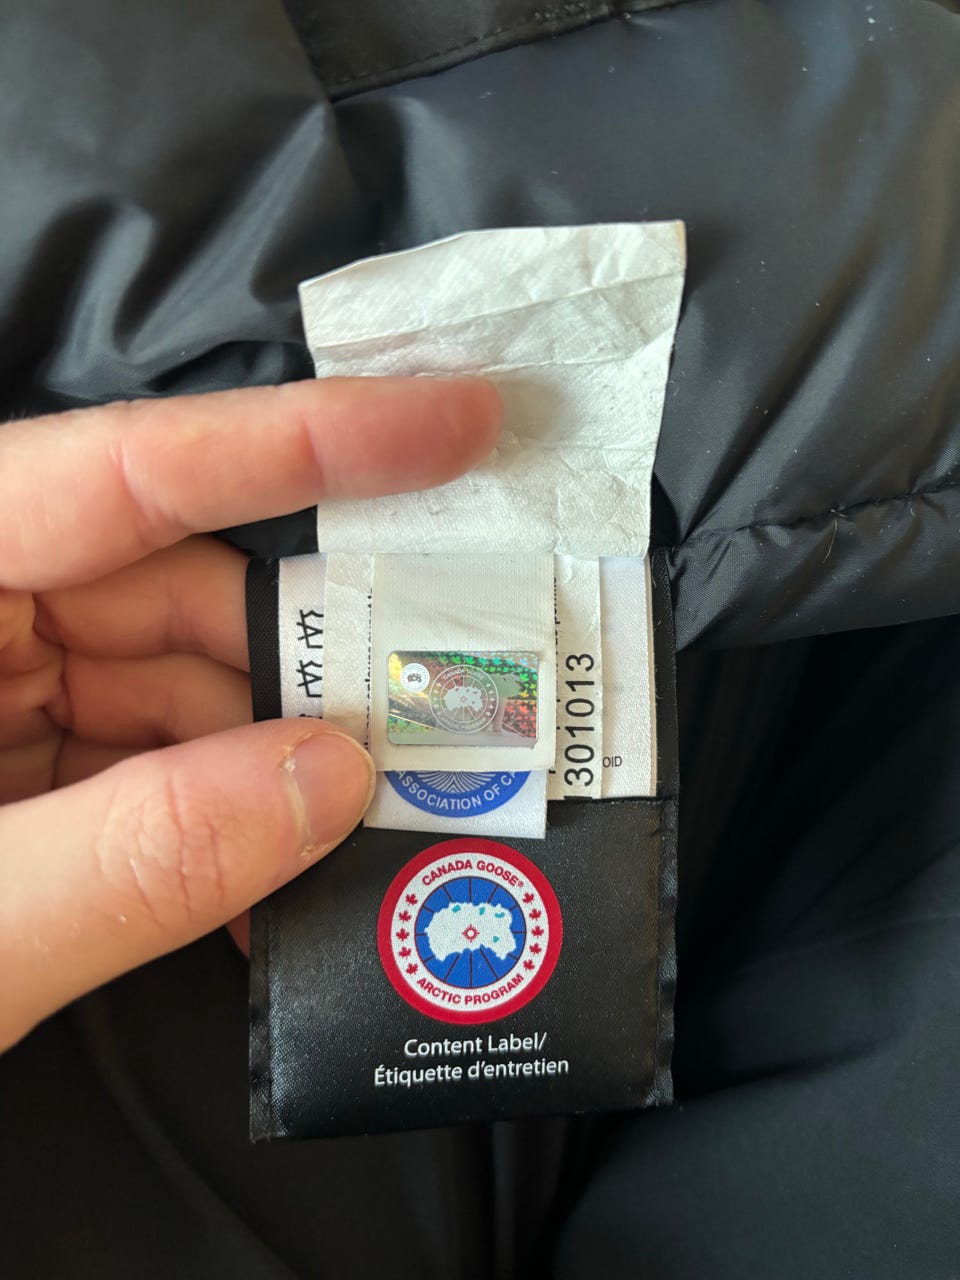 ASSOCIATION OF CA
301013
OID
CANADA GOOSE®
ARCTIC PROGRAM
Content Label/
Étiquette d'entretien